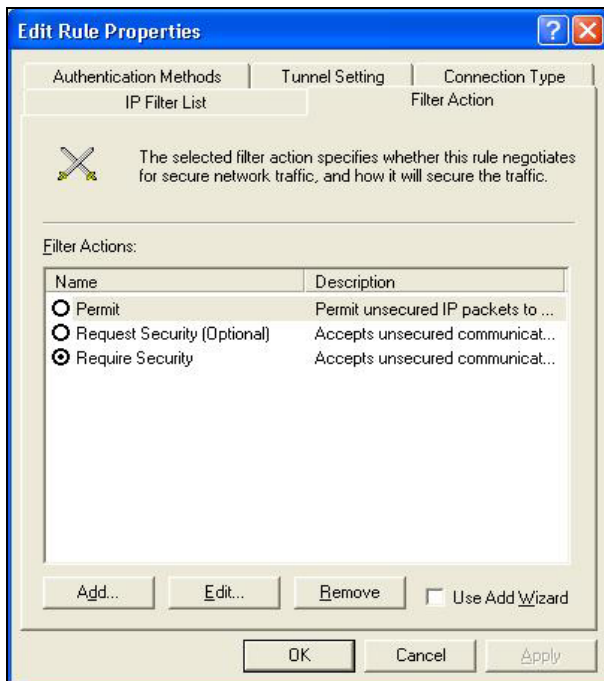 Edit Rule Properties
Authentication Methods Tunnel Setting Connection Type
IP Filter List Filter Action
The selected filter action specifies whether this rule negotiates
for secure network traffic, and how it will secure the traffic.
Filter Actions:
Name Description
Permit Permit unsecured IP packets to ...
Request Security (Optional) Accepts unsecured communicat...
Require Security Accepts unsecured communicat...
Add... Edit... Remove Use Add Wizard
OK Cancel Apply